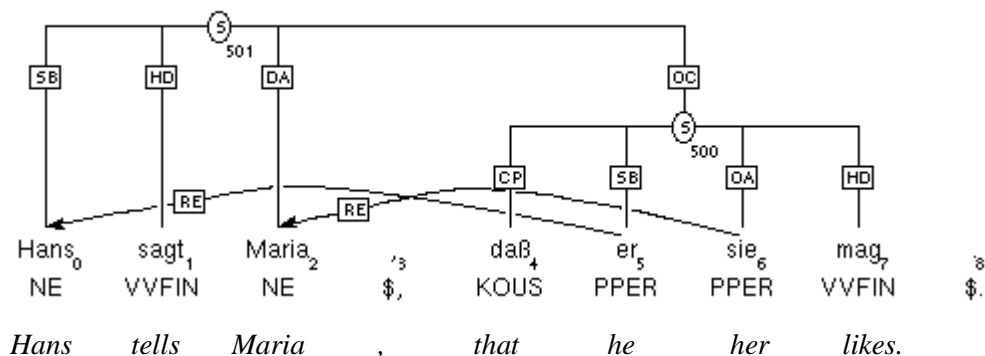 S 501
SB HD DA OC
S 500
CP SB OA HD
RE RE
Hans0 sagt1 Maria2 ,3 daß4 er5 sie6 mag7 .8
NE VVFIN NE $, KOUS PPER PPER VVFIN $.
Hans tells Maria , that he her likes.